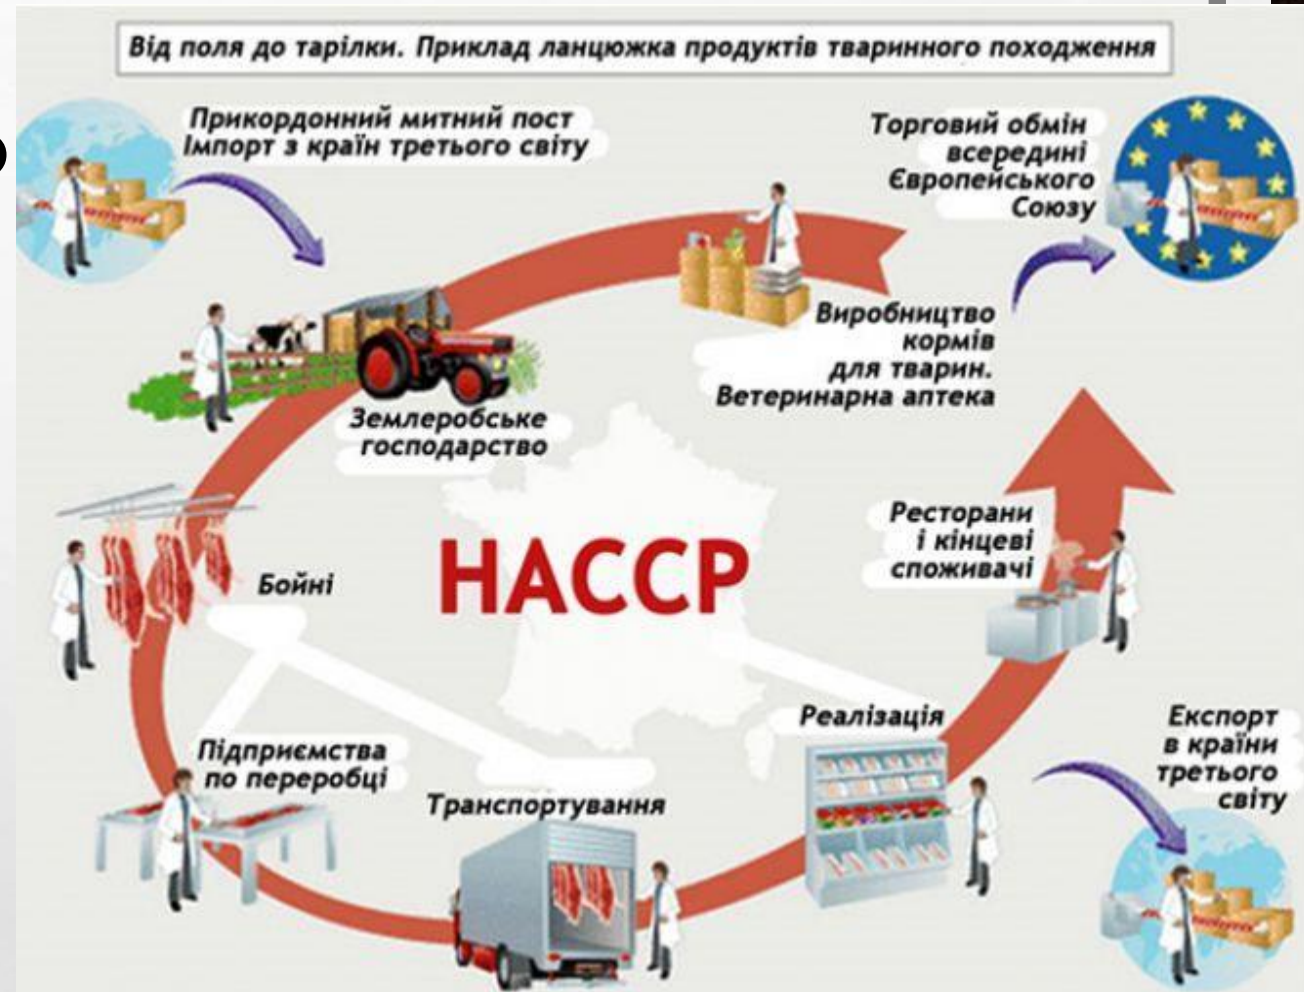 Від поля до тарілки. Приклад ланцюжка продуктів тваринного походження
Прикордонний митний пост
Імпорт з країн третього світу
Торговий обмін
всередині
Європейського
Союзу
Виробництво
кормів
для тварин.
Ветеринарна аптека
Землеробське
господарство
Бойні
HACCP
Ресторани
і кінцеві
споживачі
Підприємства
по переробці
Транспортування
Реалізація
Експорт
в країни
третього
світу